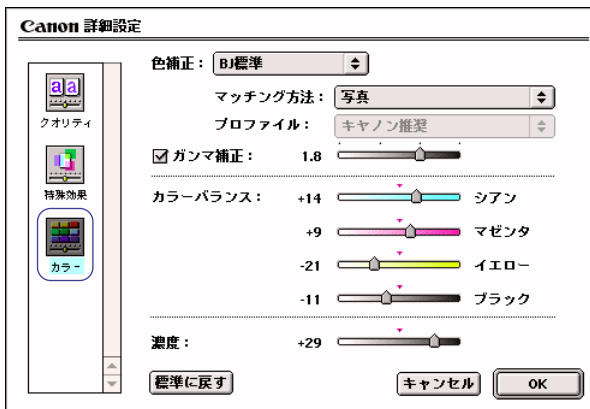 Canon 詳細設定
aa
クオリティ
特殊効果
カラー
色補正： BJ標準
マッチング方法： 写真
プロファイル： キヤノン推奨
ガンマ補正： 1.8
カラーバランス： +14 シアン
+9 マゼンタ
-21 イエロー
-11 ブラック
濃度： +29
標準に戻す キャンセル OK